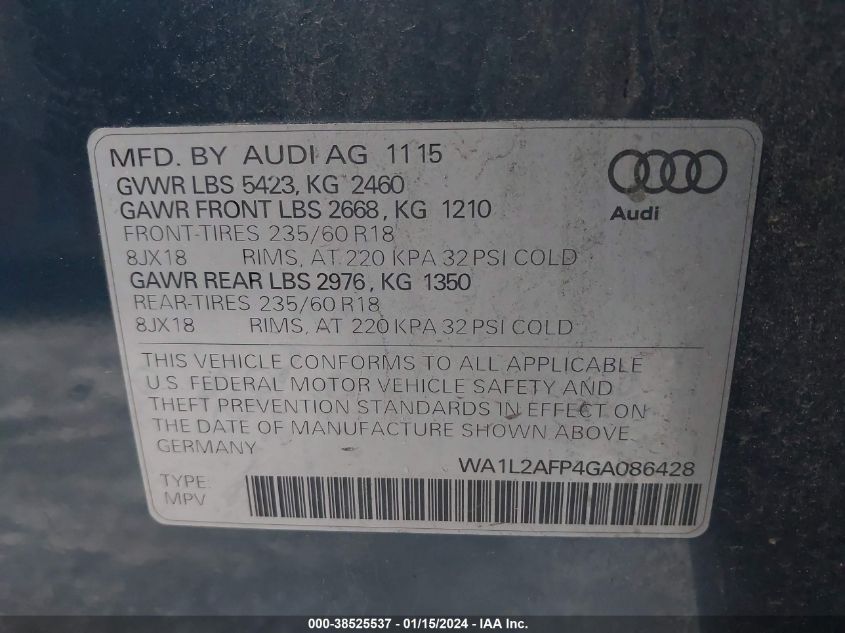 MFD. BY AUDI AG 11 15
GVWR LBS 5423, KG 2460
GAWR FRONT LBS 2668, KG 1210
FRONT-TIRES 235/60 R18
8JX18 RIMS, AT 220 KPA 32 PSI COLD
GAWR REAR LBS 2976, KG 1350
REAR-TIRES 235/60 R18
8JX18 RIMS, AT 220 KPA 32 PSI COLD
Audi
THIS VEHICLE CONFORMS TO ALL APPLICABLE
U.S. FEDERAL MOTOR VEHICLE SAFETY AND
THEFT PREVENTION STANDARDS IN EFFECT ON
THE DATE OF MANUFACTURE SHOWN ABOVE.
GERMANY
WA1L2AFP4GA086428
TYPE:
MPV
000-38525537 - 01/15/2024 - IAA Inc.